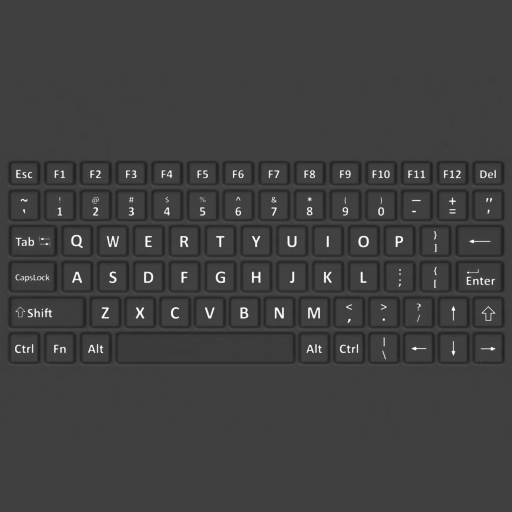 Esc F1 F2 F3 F4 F5 F6 F7 F8 F9 F10 F11 F12 Del
~ ! @ # $ % ^ & * ( ) — + "
' 1 2 3 4 5 6 7 8 9 0 - = '
Tab Q W E R T Y U I O P } ] ←
CapsLock A S D F G H J K L : ; { [ Enter
⇧Shift Z X C V B N M < , > . ? / ↑ ⇧
Ctrl Fn Alt Alt Ctrl | \ ← ↓ →